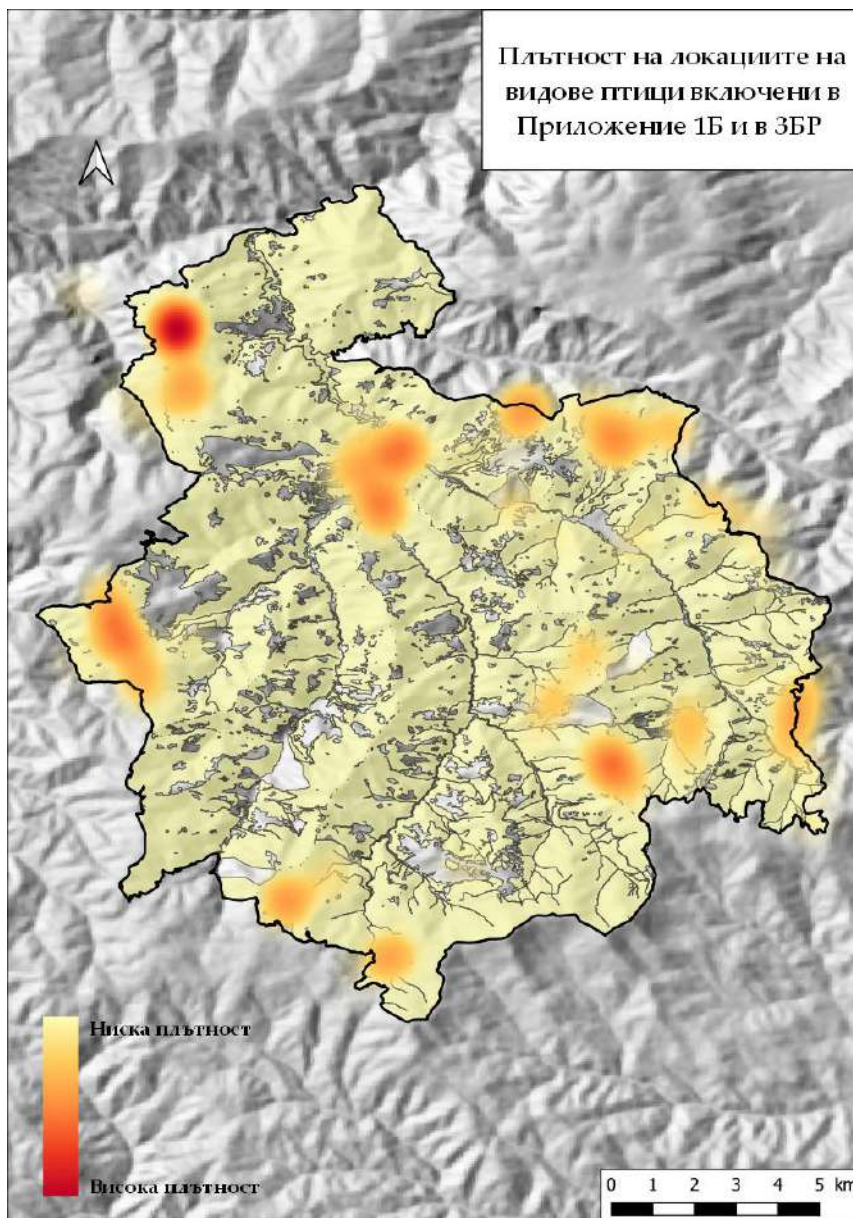 Плътност на локациите на
видове птици включени в
Приложение 1Б и в ЗБР
Ниска плътност
Висока плътност
0 1 2 3 4 5 km